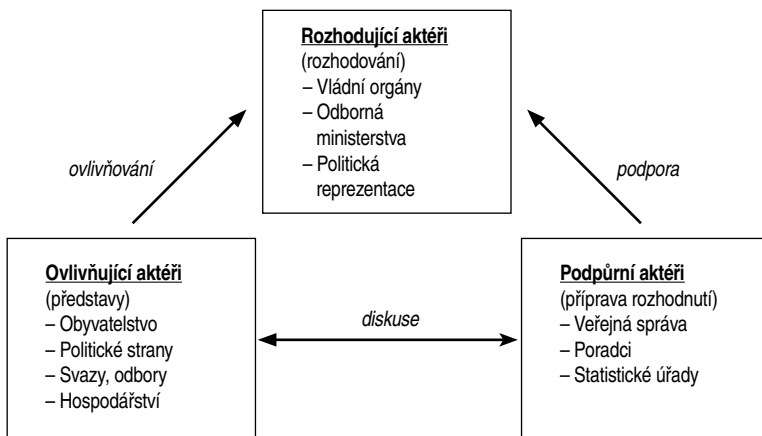 Rozhodující aktéři
(rozhodování)
– Vládní orgány
– Odborná
ministerstva
– Politická
reprezentace
ovlivňování
podpora
Ovlivňující aktéři
(představy)
– Obyvatelstvo
– Politické strany
– Svazy, odbory
– Hospodářství
diskuse
Podpůrní aktéři
(příprava rozhodnutí)
– Veřejná správa
– Poradci
– Statistické úřady